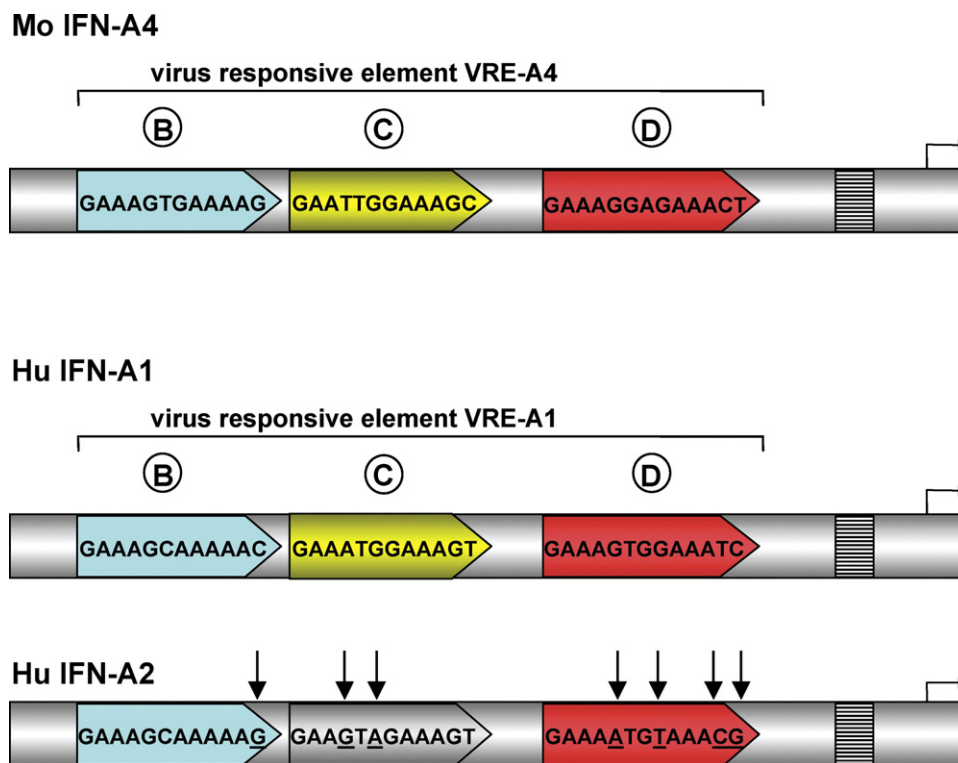 Mo IFN-A4
virus responsive element VRE-A4
B C D
GAAAGTGAAAAG GAATTGGAAAGC GAAAGGAGAAACT
Hu IFN-A1
virus responsive element VRE-A1
B C D
GAAAGCAAAAAC GAAATGGAAAGT GAAAGTGGAAATC
Hu IFN-A2
GAAAGCAAAAAG GAAGTAGAAAGT GAAAATGTAAACG